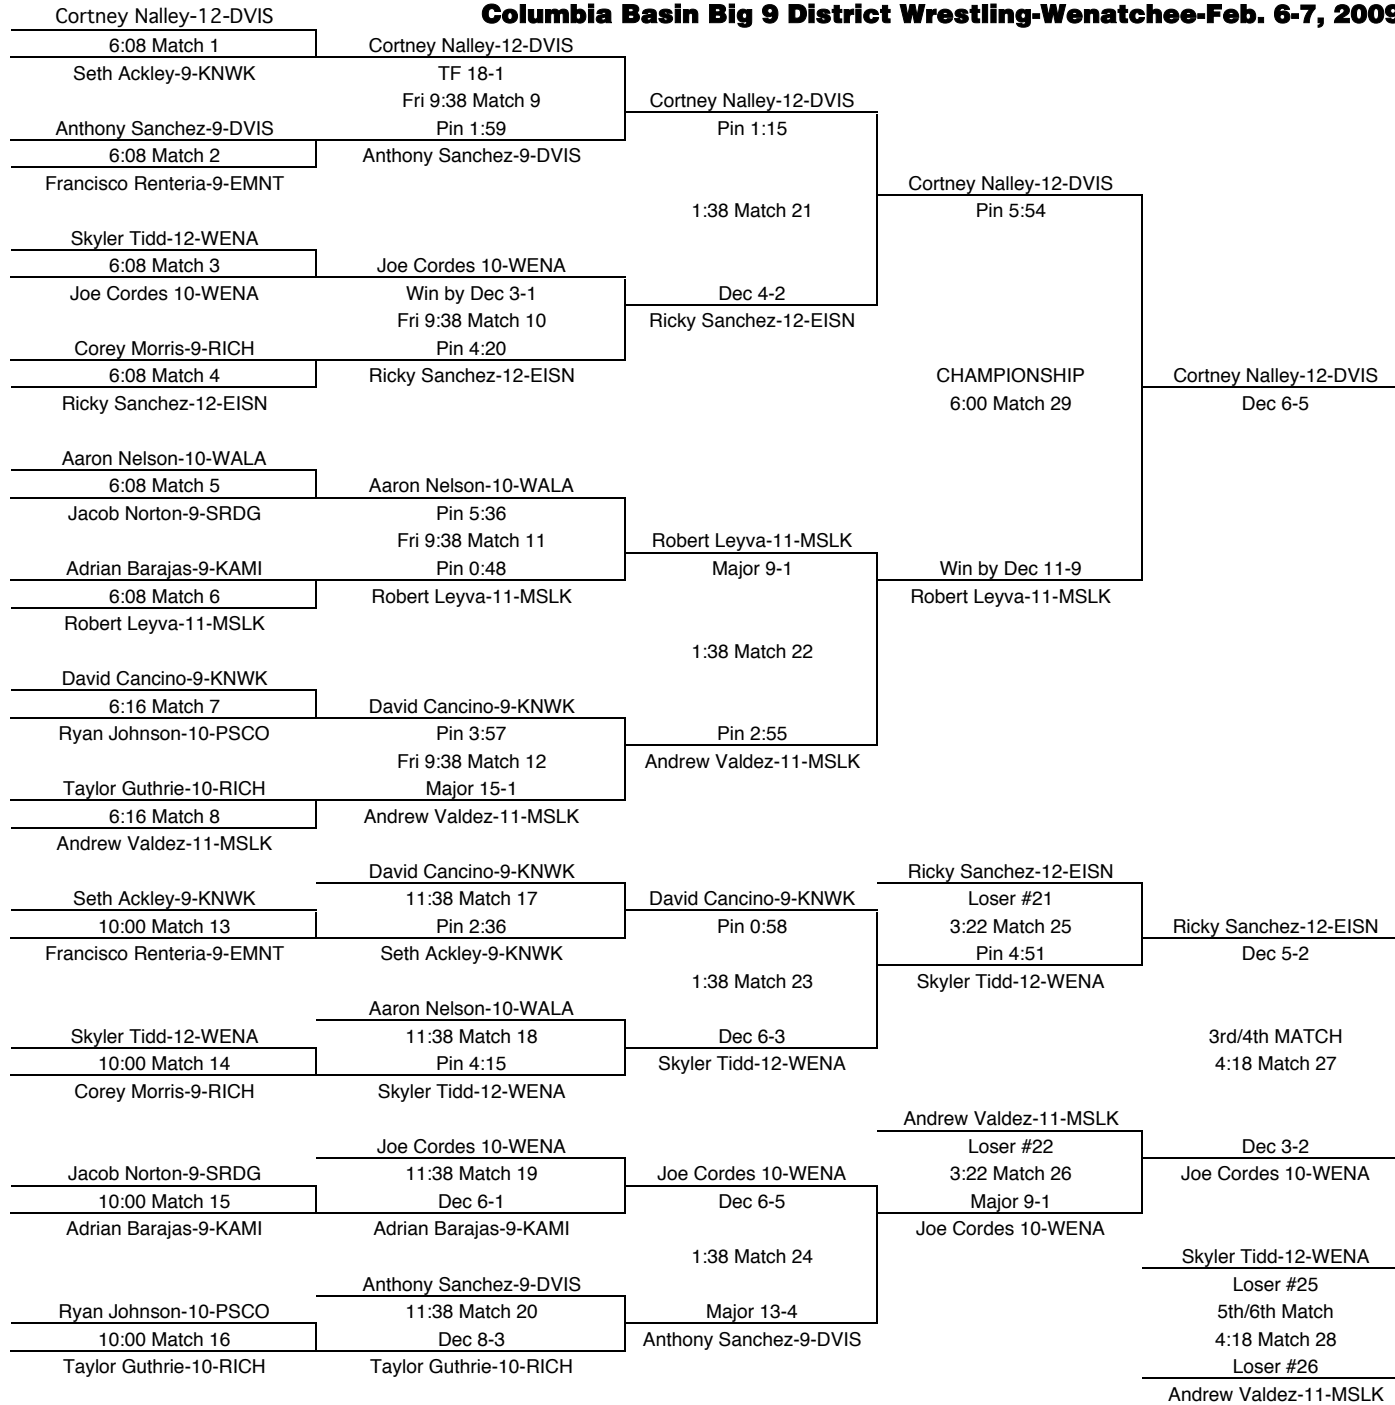 Columbia Basin Big 9 District Wrestling-Wenatchee-Feb. 6-7, 2009
Cortney Nalley-12-DVIS
6:08 Match 1
Seth Ackley-9-KNWK
Anthony Sanchez-9-DVIS
6:08 Match 2
Francisco Renteria-9-EMNT
Skyler Tidd-12-WENA
6:08 Match 3
Joe Cordes 10-WENA
Corey Morris-9-RICH
6:08 Match 4
Ricky Sanchez-12-EISN
Aaron Nelson-10-WALA
6:08 Match 5
Jacob Norton-9-SRDG
Adrian Barajas-9-KAMI
6:08 Match 6
Robert Leyva-11-MSLK
David Cancino-9-KNWK
6:16 Match 7
Ryan Johnson-10-PSCO
Taylor Guthrie-10-RICH
6:16 Match 8
Andrew Valdez-11-MSLK
Cortney Nalley-12-DVIS
TF 18-1
Fri 9:38 Match 9
Pin 1:59
Anthony Sanchez-9-DVIS
Joe Cordes 10-WENA
Win by Dec 3-1
Fri 9:38 Match 10
Pin 4:20
Ricky Sanchez-12-EISN
Aaron Nelson-10-WALA
Pin 5:36
Fri 9:38 Match 11
Pin 0:48
Robert Leyva-11-MSLK
David Cancino-9-KNWK
Pin 3:57
Fri 9:38 Match 12
Major 15-1
Andrew Valdez-11-MSLK
Cortney Nalley-12-DVIS
Pin 1:15
1:38 Match 21
Dec 4-2
Ricky Sanchez-12-EISN
Robert Leyva-11-MSLK
Major 9-1
1:38 Match 22
Pin 2:55
Andrew Valdez-11-MSLK
Cortney Nalley-12-DVIS
Pin 5:54
CHAMPIONSHIP
6:00 Match 29
Win by Dec 11-9
Robert Leyva-11-MSLK
Cortney Nalley-12-DVIS
Dec 6-5
Seth Ackley-9-KNWK
10:00 Match 13
Francisco Renteria-9-EMNT
Skyler Tidd-12-WENA
10:00 Match 14
Corey Morris-9-RICH
Jacob Norton-9-SRDG
10:00 Match 15
Adrian Barajas-9-KAMI
Ryan Johnson-10-PSCO
10:00 Match 16
Taylor Guthrie-10-RICH
David Cancino-9-KNWK
11:38 Match 17
Pin 2:36
Seth Ackley-9-KNWK
Aaron Nelson-10-WALA
11:38 Match 18
Pin 4:15
Skyler Tidd-12-WENA
Joe Cordes 10-WENA
11:38 Match 19
Dec 6-1
Adrian Barajas-9-KAMI
Anthony Sanchez-9-DVIS
11:38 Match 20
Dec 8-3
Taylor Guthrie-10-RICH
David Cancino-9-KNWK
Pin 0:58
1:38 Match 23
Dec 6-3
Skyler Tidd-12-WENA
Joe Cordes 10-WENA
Dec 6-5
1:38 Match 24
Major 13-4
Anthony Sanchez-9-DVIS
Ricky Sanchez-12-EISN
Loser #21
3:22 Match 25
Pin 4:51
Skyler Tidd-12-WENA
Andrew Valdez-11-MSLK
Loser #22
3:22 Match 26
Major 9-1
Joe Cordes 10-WENA
Ricky Sanchez-12-EISN
Dec 5-2
3rd/4th MATCH
4:18 Match 27
Dec 3-2
Joe Cordes 10-WENA
Skyler Tidd-12-WENA
Loser #25
5th/6th Match
4:18 Match 28
Loser #26
Andrew Valdez-11-MSLK